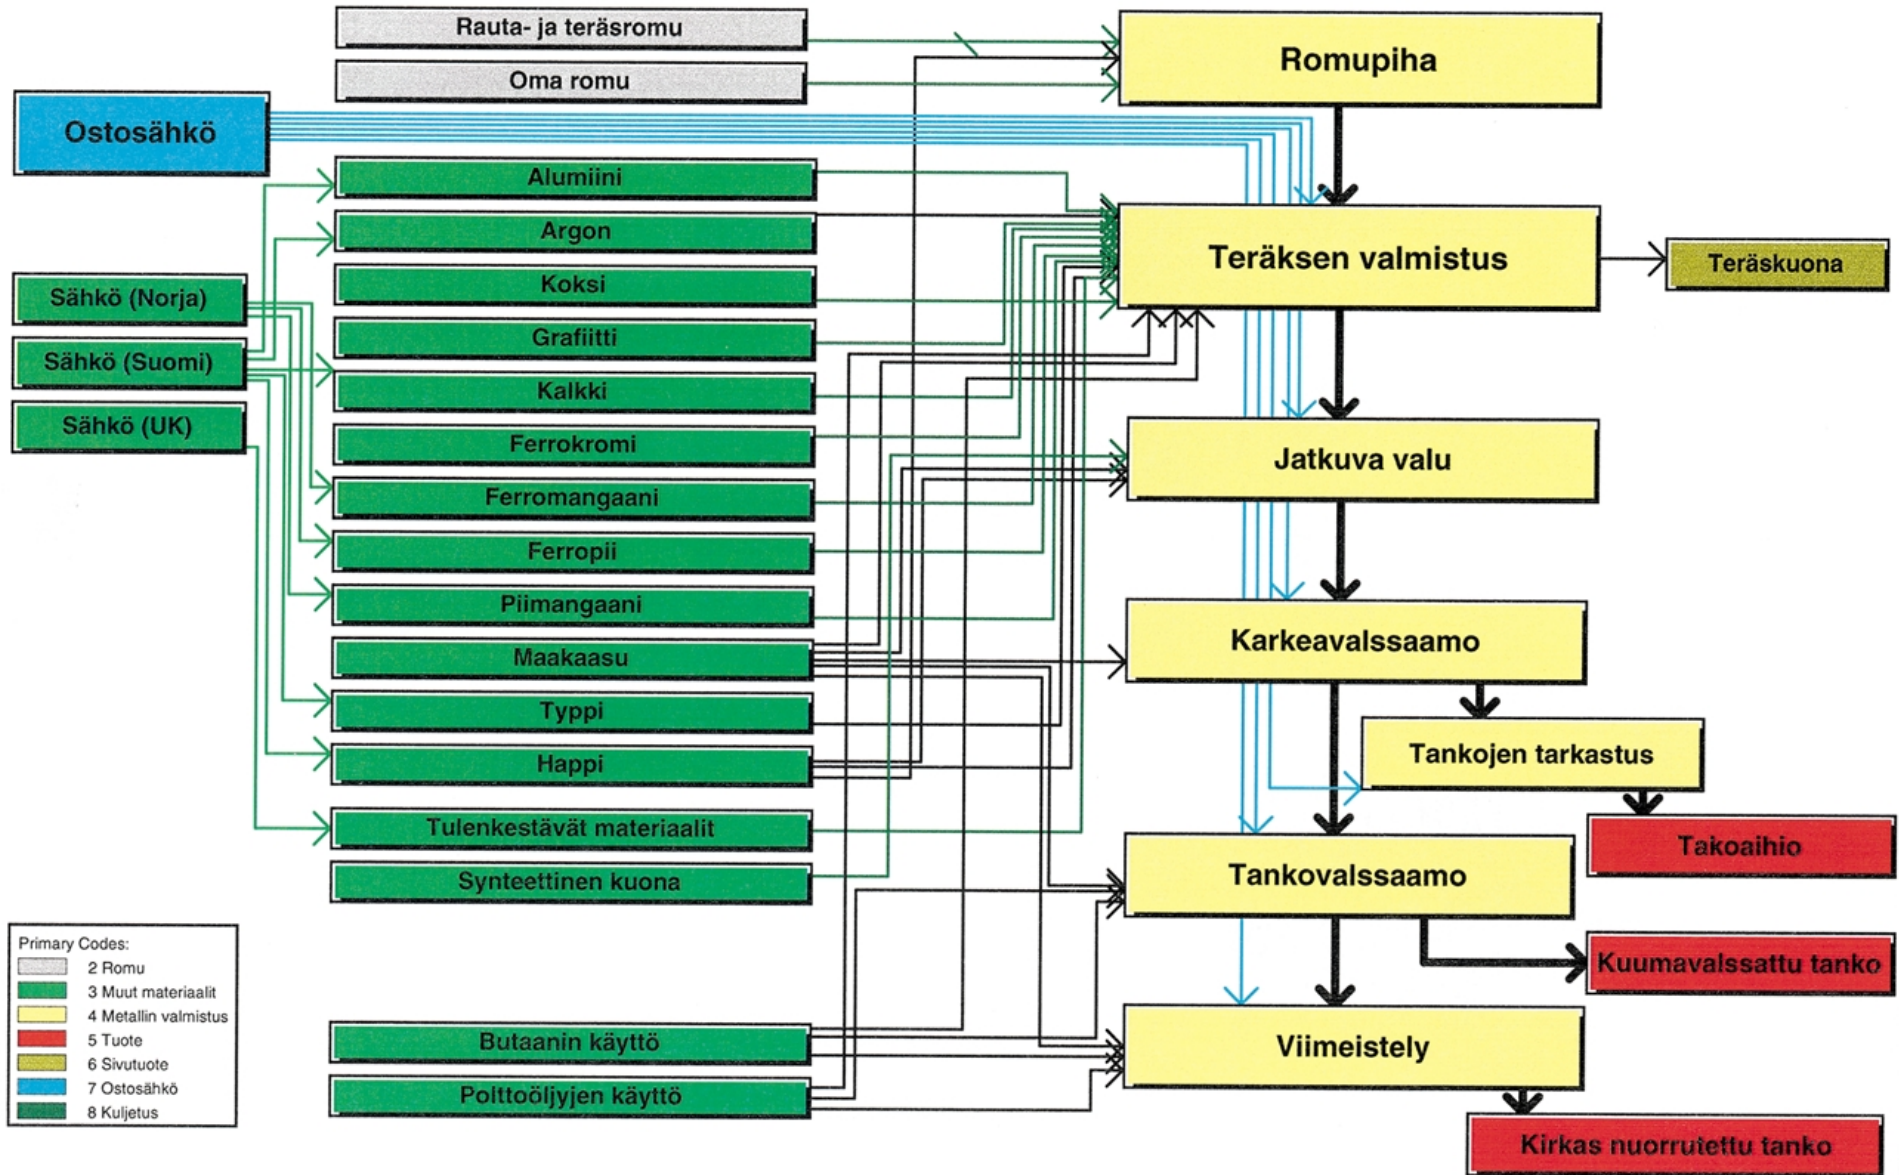 Rauta- ja teräsromu
Oma romu
Romupiha
Ostosähkö
Alumiini
Argon
Koksi
Grafiitti
Kalkki
Ferrokromi
Ferromangaani
Ferropii
Piimangaani
Maakaasu
Typpi
Happi
Tulenkestävät materiaalit
Synteettinen kuona
Butaanin käyttö
Polttoöljyjen käyttö
Sähkö (Norja)
Sähkö (Suomi)
Sähkö (UK)
Teräksen valmistus
Teräskuona
Jatkuva valu
Karkeavalssaamo
Tankojen tarkastus
Takoaihio
Tankovalssaamo
Kuumavalssattu tanko
Viimeistely
Kirkas nuorrutettu tanko
Primary Codes:
2 Romu
3 Muut materiaalit
4 Metallin valmistus
5 Tuote
6 Sivutuote
7 Ostosähkö
8 Kuljetus